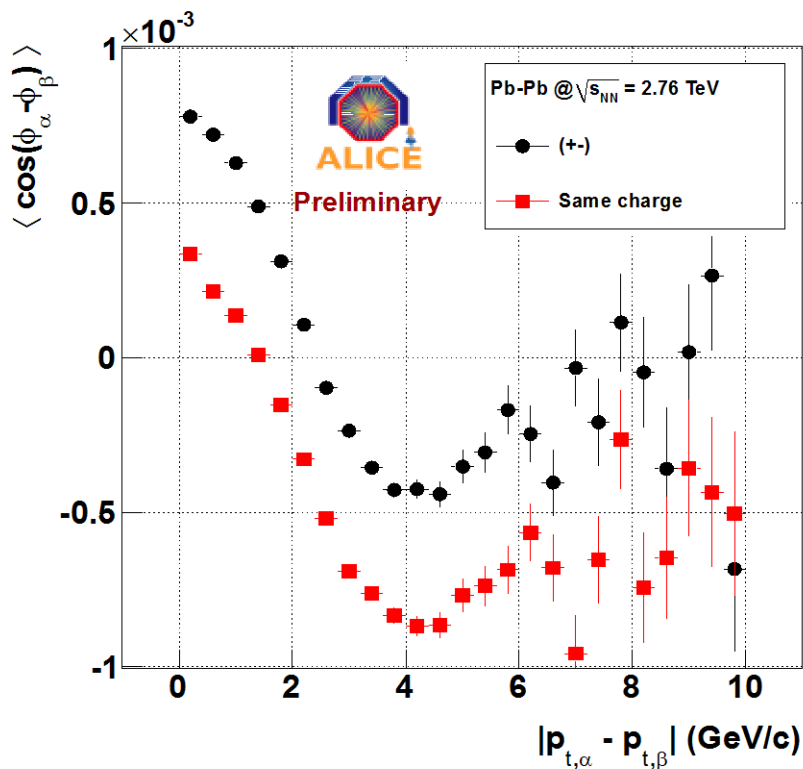 1×10⁻³
⟨ cos(ϕα-ϕβ) ⟩
Pb-Pb @√sNN = 2.76 TeV
(+-)
Same charge
ALICE
Preliminary
0.5
0
-0.5
-1
0 2 4 6 8 10
|pt,α - pt,β| (GeV/c)